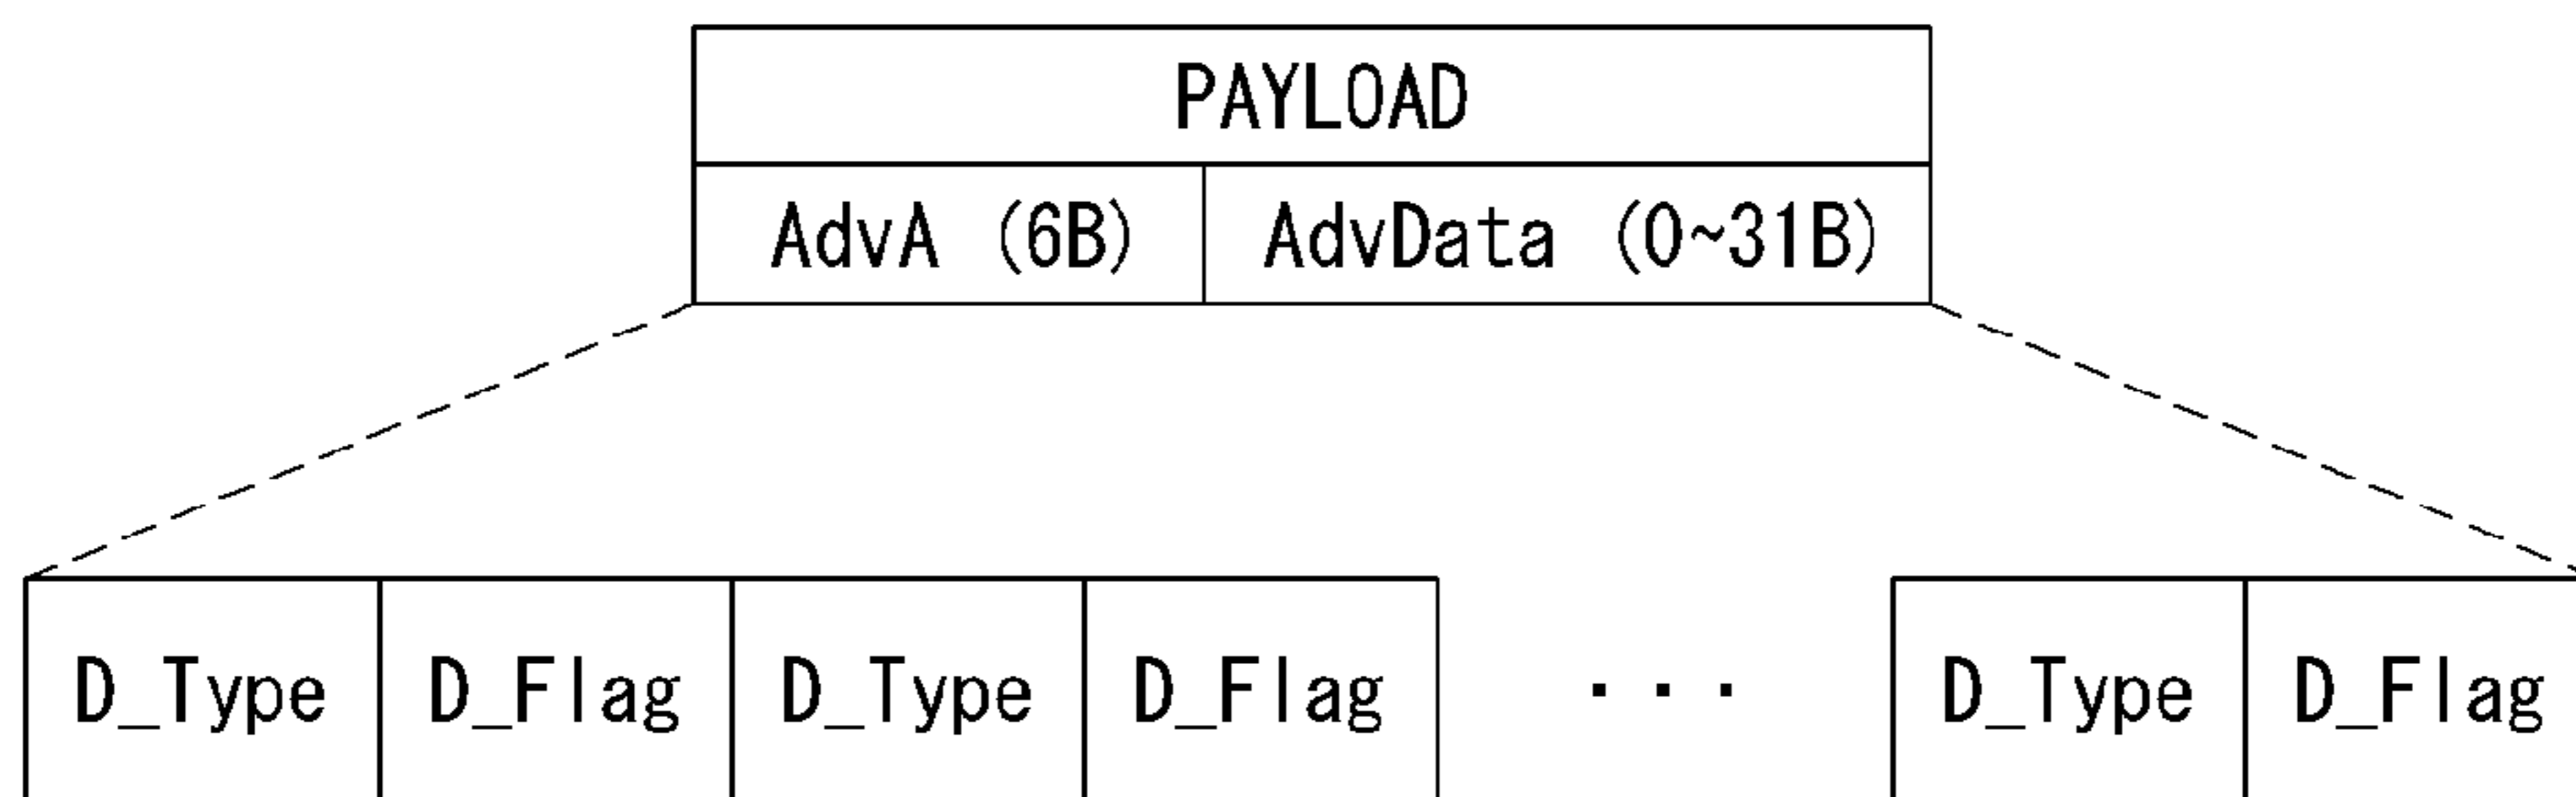 PAYLOAD
AdvA (6B) AdvData (0~31B)
D_Type D_Flag D_Type D_Flag ... D_Type D_Flag